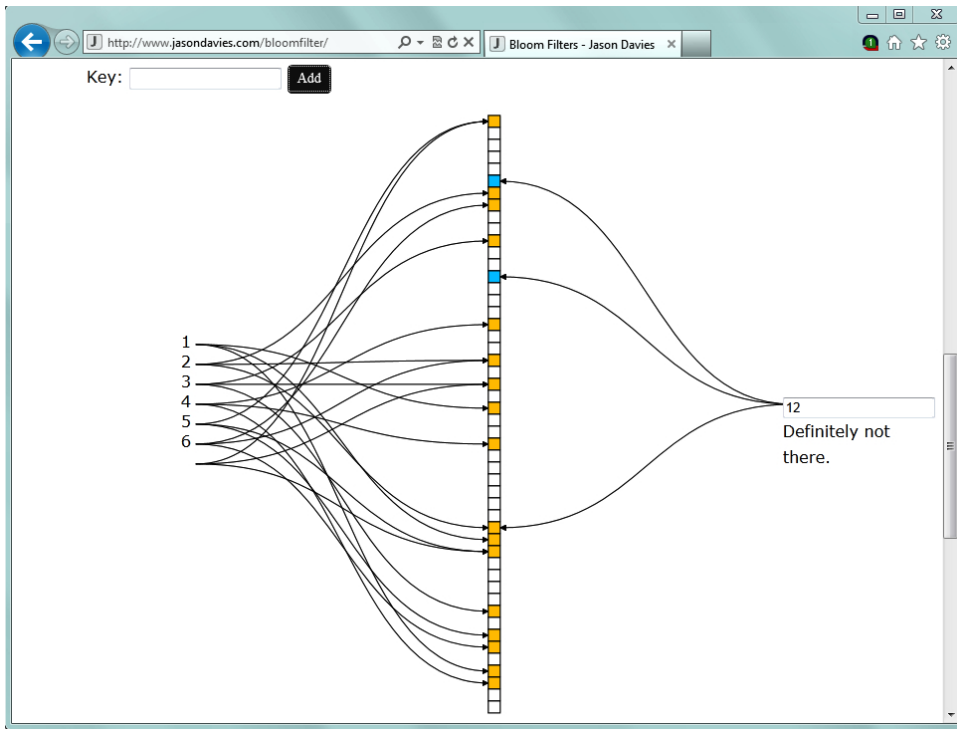 http://www.jasondavies.com/bloomfilter/
J Bloom Filters - Jason Davies
Key:
Add
1
2
3
4
5
6
12
Definitely not
there.